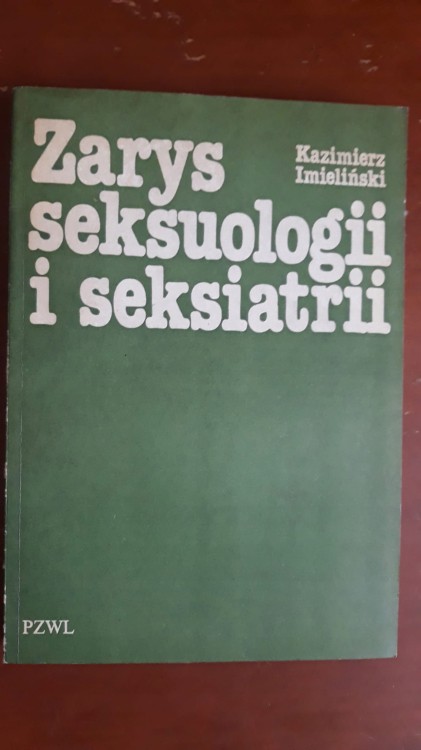 Zarys
Kazimierz
Imieliński
seksuologii
i seksiatrii
PZWL